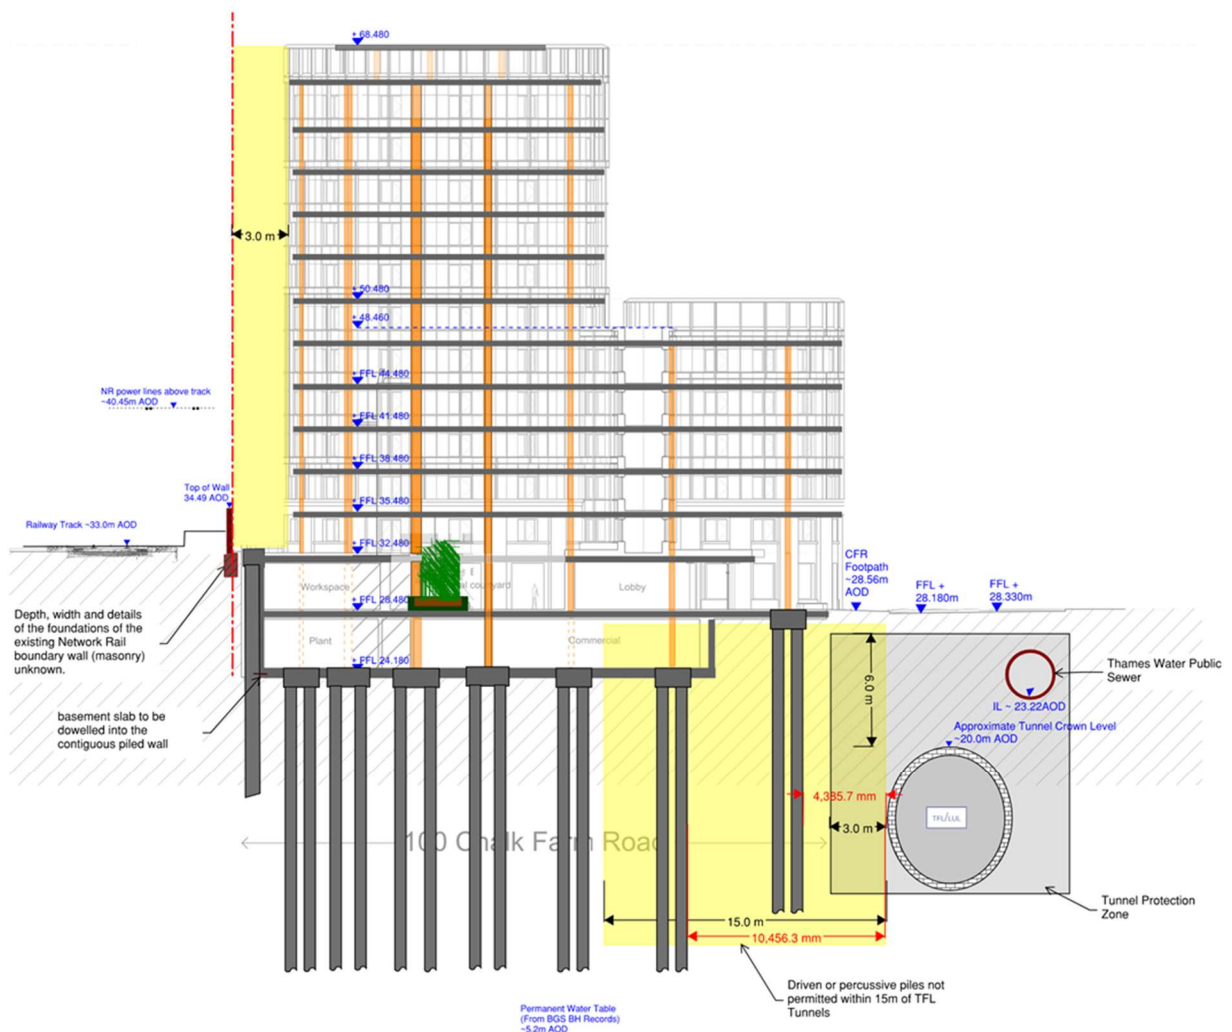 + 68.480
3.0 m
+ 50.480
+ 48.460
NR power lines above track
~40.45m AOD
+ FFL 44.480
+ FFL 41.480
+ FFL 38.480
Top of Wall
34.49 AOD
+ FFL 35.480
Railway Track ~33.0m AOD
+ FFL 32.480
CFR
Footpath
~28.56m
AOD
FFL +
28.180m
FFL +
28.330m
Workspace
courtyard
Lobby
+ FFL 28.480
Depth, width and details
of the foundations of the
existing Network Rail
boundary wall (masonry)
unknown.
Plant
Commercial
+ FFL 24.180
6.0 m
Thames Water Public
Sewer
IL ~ 23.22AOD
basement slab to be
dowelled into the
contiguous piled wall
Approximate Tunnel Crown Level
~20.0m AOD
4,385.7 mm
TFL/LUL
3.0 m
100 Chalk Farm Road
15.0 m
10,456.3 mm
Tunnel Protection
Zone
Driven or percussive piles not
permitted within 15m of TFL
Tunnels
Permanent Water Table
(From BGS BH Records)
~5.2m AOD